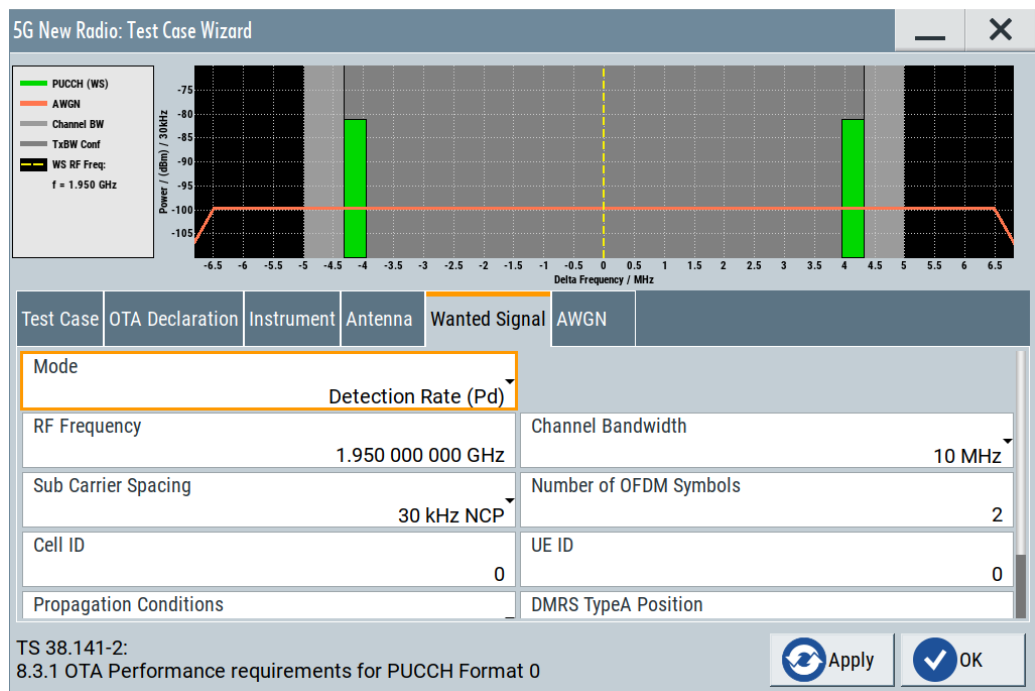 5G New Radio: Test Case Wizard
PUCCH (WS)
AWGN
Channel BW
TxBW Conf
WS RF Freq:
f = 1.950 GHz
Power / (dBm) / 30kHz
-75
-80
-85
-90
-95
-100
-105
-6.5 -6 -5.5 -5 -4.5 -4 -3.5 -3 -2.5 -2 -1.5 -1 -0.5 0 0.5 1 1.5 2 2.5 3 3.5 4 4.5 5 5.5 6 6.5
Delta Frequency / MHz
Test Case OTA Declaration Instrument Antenna Wanted Signal AWGN
Mode
Detection Rate (Pd)
RF Frequency
1.950 000 000 GHz
Channel Bandwidth
10 MHz
Sub Carrier Spacing
30 kHz NCP
Number of OFDM Symbols
2
Cell ID
0
UE ID
0
Propagation Conditions
DMRS TypeA Position
TS 38.141-2:
8.3.1 OTA Performance requirements for PUCCH Format 0
Apply
OK